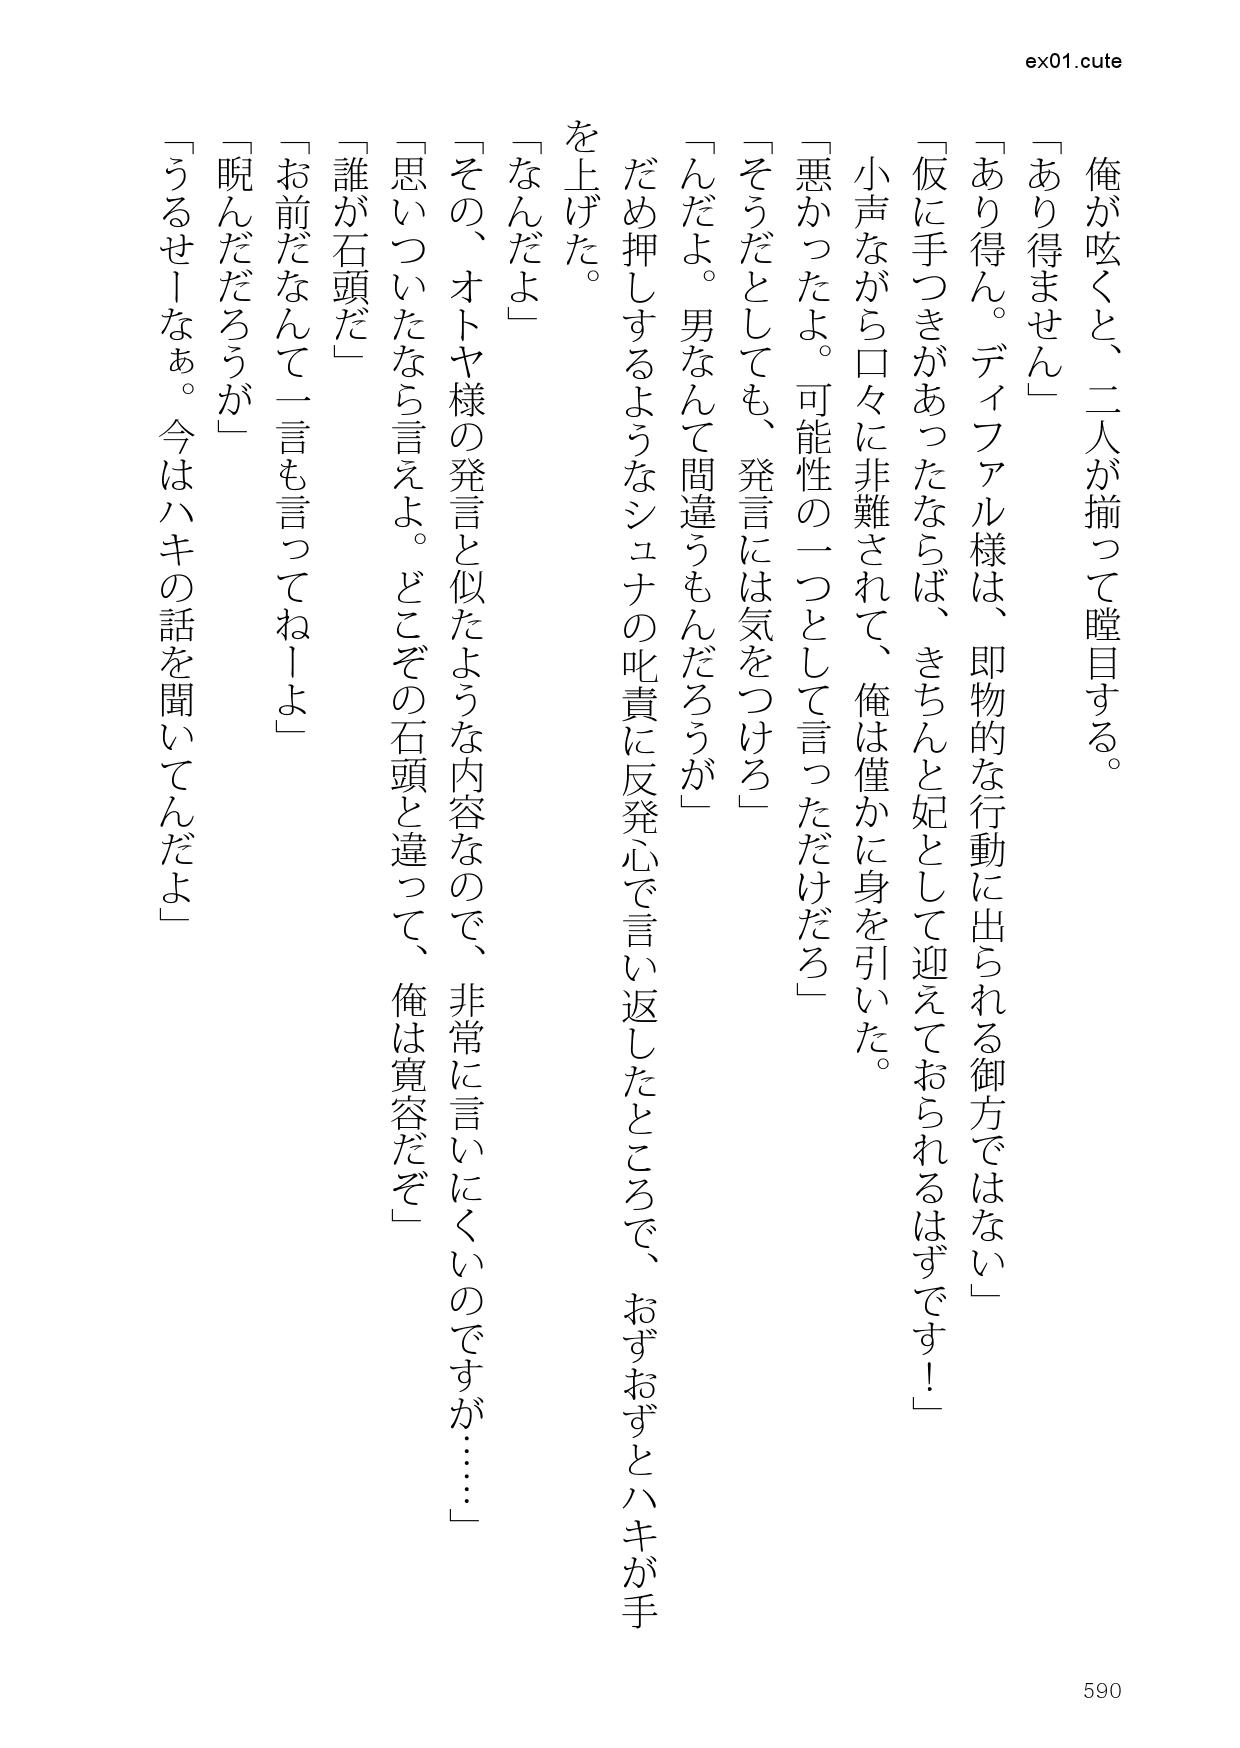 ex01.cute
　俺が呟くと、二人が揃って瞠目する。
「あり得ません」
「あり得ん。ディファル様は、即物的な行動に出られる御方ではない」
「仮に手つきがあったならば、きちんと妃として迎えておられるはずです！」
　小声ながら口々に非難されて、俺は僅かに身を引いた。
「悪かったよ。可能性の一つとして言っただけだろ」
「そうだとしても、発言には気をつけろ」
「んだよ。男なんて間違うもんだろうが」
　だめ押しするようなシュナの叱責に反発心で言い返したところで、おずおずとハキが手
を上げた。
「なんだよ」
「その、オトヤ様の発言と似たような内容なので、非常に言いにくいのですが……」
「思いついたなら言えよ。どこぞの石頭と違って、俺は寛容だぞ」
「誰が石頭だ」
「お前だなんて一言も言ってねーよ」
「睨んだだろうが」
「うるせーなぁ。今はハキの話を聞いてんだよ」
590